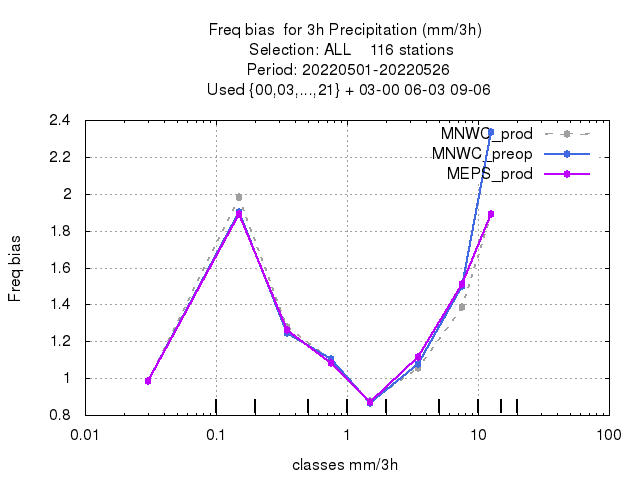 Freq bias  for 3h Precipitation (mm/3h)
Selection: ALL    116 stations
Period: 20220501-20220526
Used {00,03,...,21} + 03-00 06-03 09-06
MNWC_prod
MNWC_preop
MEPS_prod
Freq bias
2.4
2.2
2
1.8
1.6
1.4
1.2
1
0.8
0.01
0.1
1
10
100
classes mm/3h